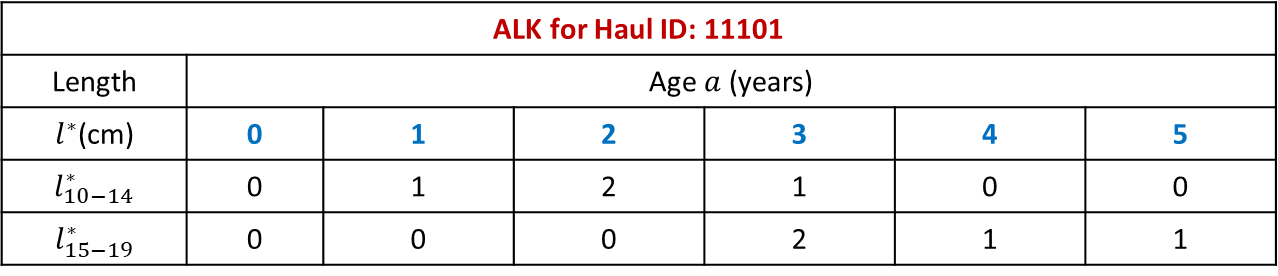 ALK for Haul ID: 11101
Length Age a (years)
l*(cm) 0 1 2 3 4 5
l*10−14 0 1 2 1 0 0
l*15−19 0 0 0 2 1 1